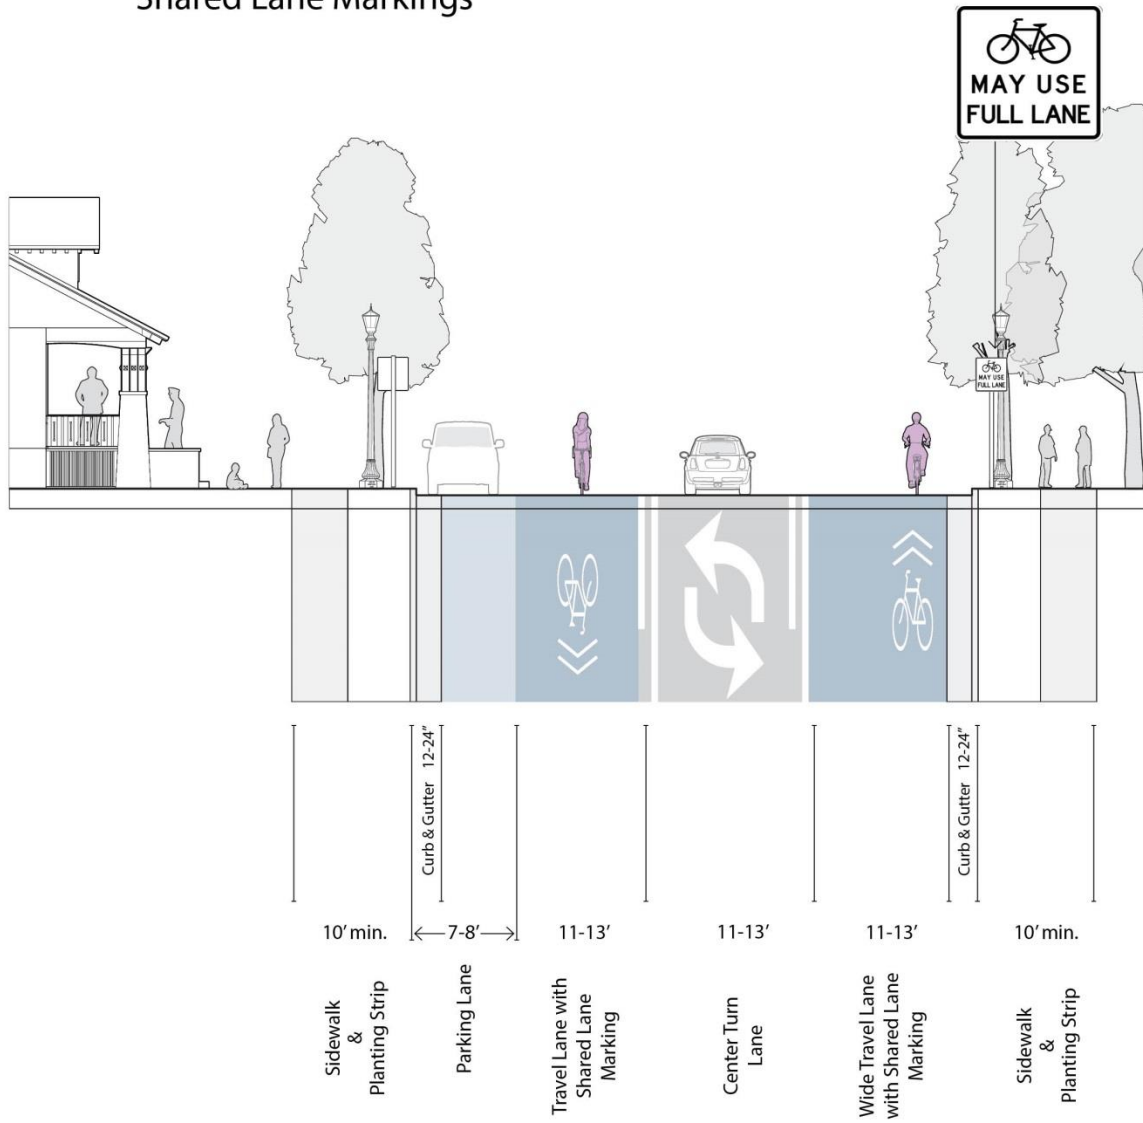 Shared Lane Markings
MAY USE
FULL LANE
MAY USE
FULL LANE
Curb & Gutter 12-24"
Curb & Gutter 12-24"
10' min.
7-8'
11-13'
11-13'
11-13'
10' min.
Sidewalk
&
Planting Strip
Parking Lane
Travel Lane with
Shared Lane
Marking
Center Turn
Lane
Wide Travel Lane
with Shared Lane
Marking
Sidewalk
&
Planting Strip